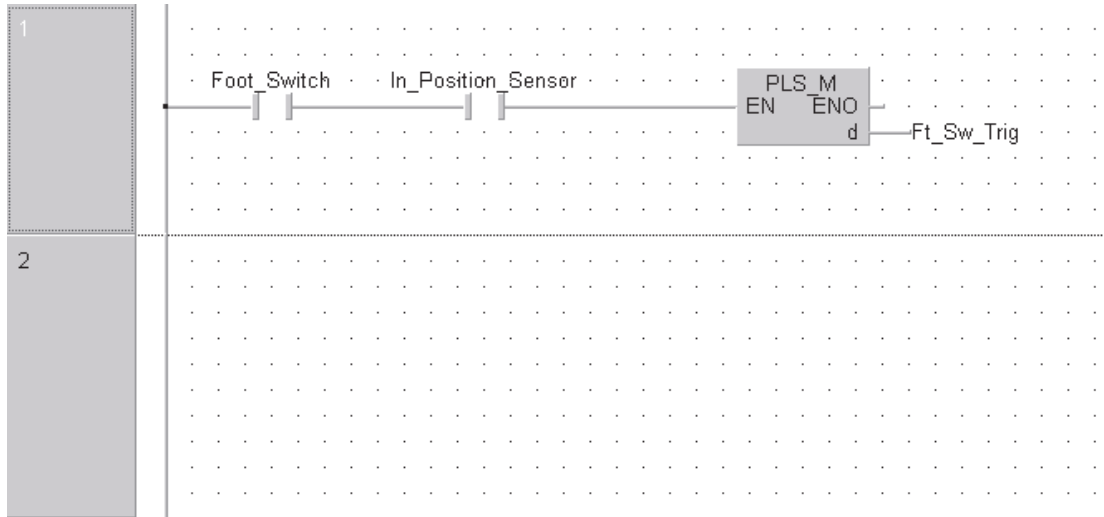 1
Foot_Switch In_Position_Sensor PLS_M
EN ENO
d Ft_Sw_Trig
2